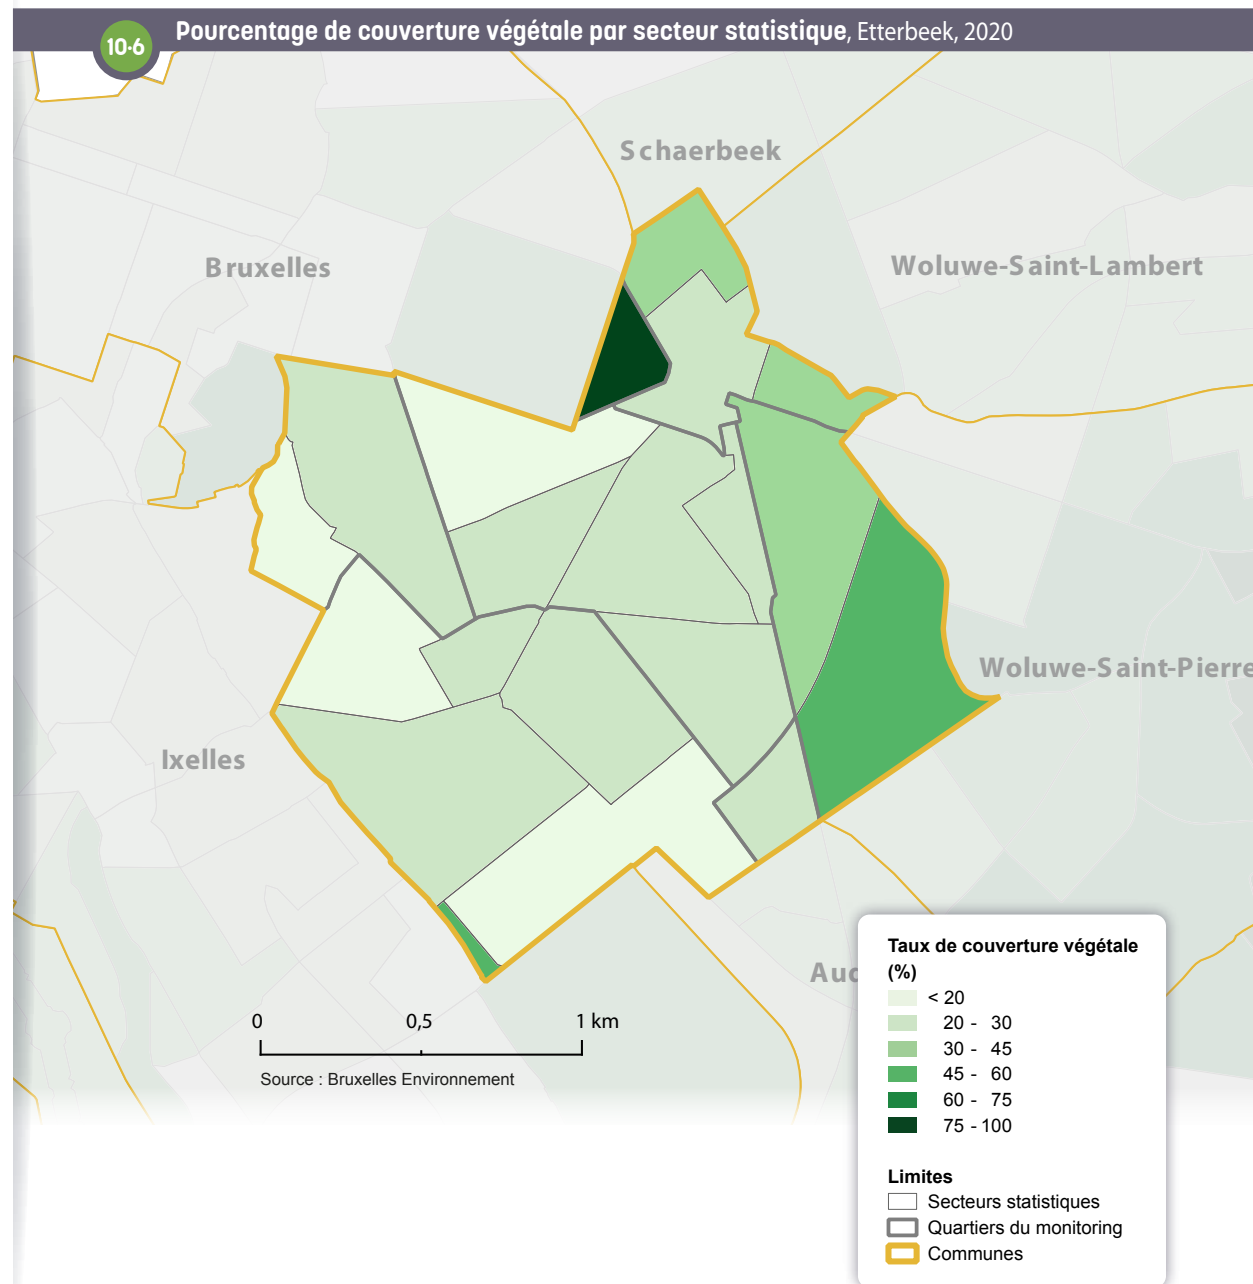 10·6
Pourcentage de couverture végétale par secteur statistique, Etterbeek, 2020
Schaerbeek
Bruxelles
Woluwe-Saint-Lambert
Woluwe-Saint-Pierre
Ixelles
Auc
0 0,5 1 km
Source : Bruxelles Environnement
Taux de couverture végétale
(%)
< 20
20 - 30
30 - 45
45 - 60
60 - 75
75 - 100
Limites
Secteurs statistiques
Quartiers du monitoring
Communes